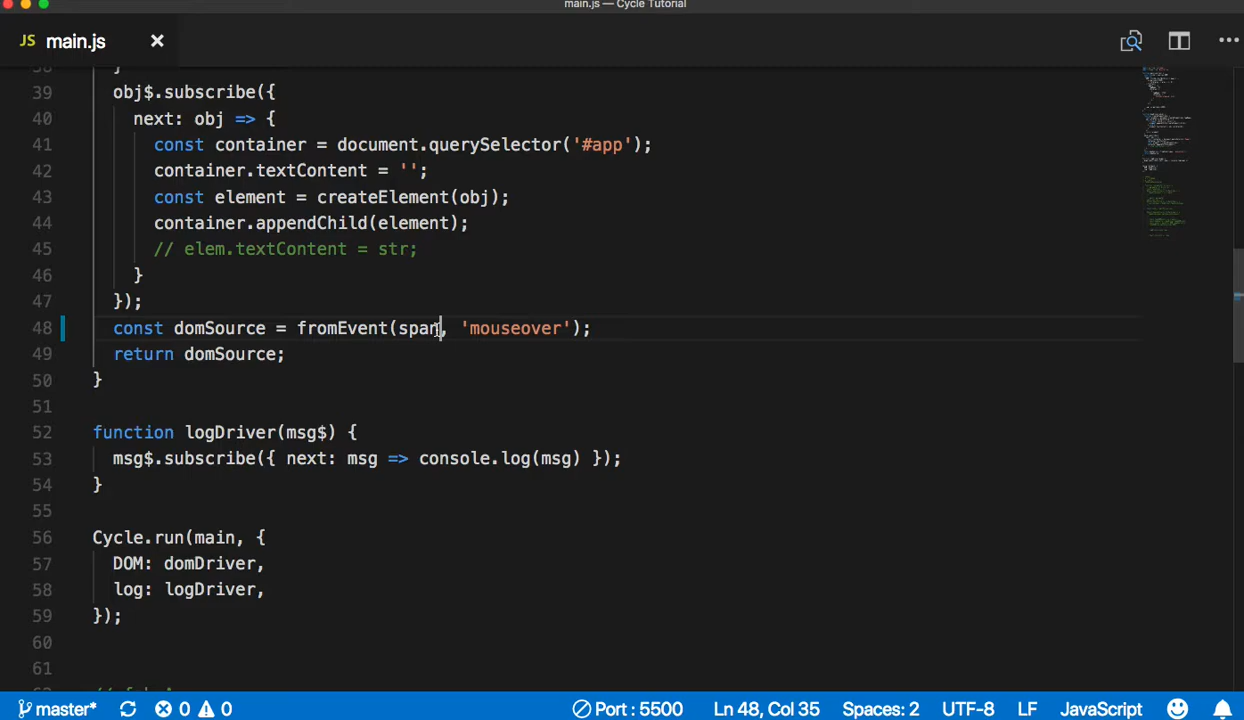 main.js — Cycle Tutorial
JS main.js
39 obj$.subscribe({
40 next: obj => {
41 const container = document.querySelector('#app');
42 container.textContent = '';
43 const element = createElement(obj);
44 container.appendChild(element);
45 // elem.textContent = str;
46 }
47 });
48 const domSource = fromEvent(span, 'mouseover');
49 return domSource;
50 }
51
52 function logDriver(msg$) {
53 msg$.subscribe({ next: msg => console.log(msg) });
54 }
55
56 Cycle.run(main, {
57 DOM: domDriver,
58 log: logDriver,
59 });
60
61
master* 0 0 Port : 5500 Ln 48, Col 35 Spaces: 2 UTF-8 LF JavaScript